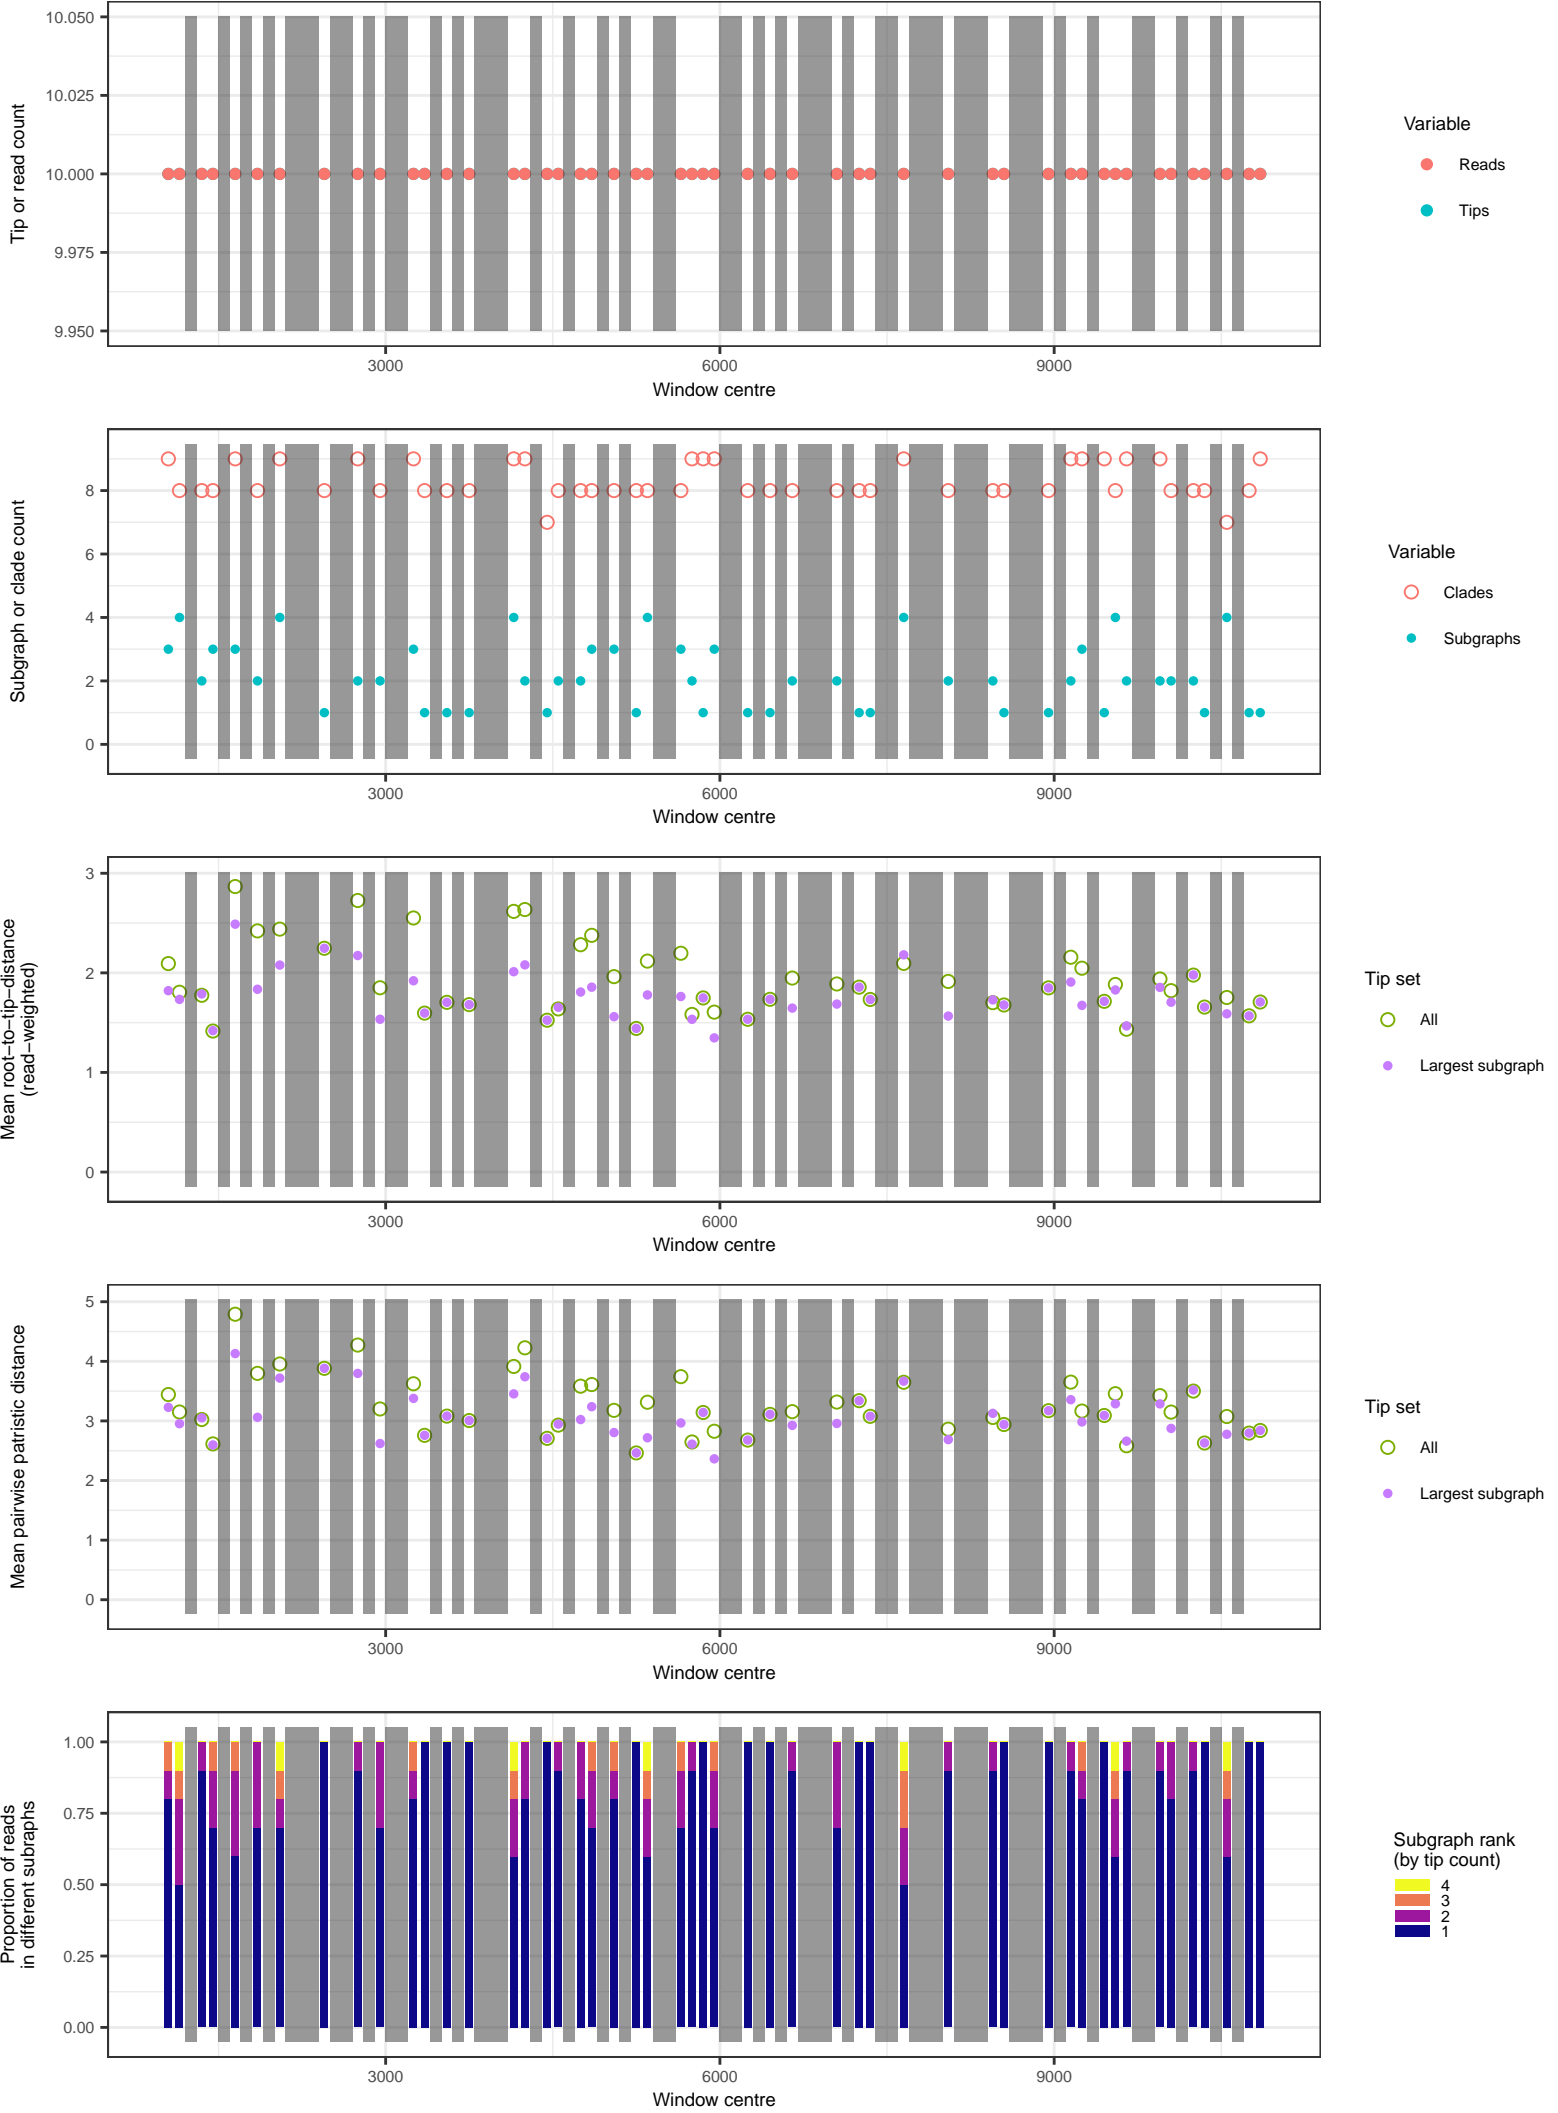 10.050
10.025
10.000
9.975
9.950
Tip or read count
3000
6000
9000
Window centre
Variable
Reads
Tips
8
6
4
2
0
Subgraph or clade count
3000
6000
9000
Window centre
Variable
Clades
Subgraphs
3
2
1
0
Mean root−to−tip−distance
(read−weighted)
3000
6000
9000
Window centre
Tip set
All
Largest subgraph
5
4
3
2
1
0
Mean pairwise patristic distance
3000
6000
9000
Window centre
Tip set
All
Largest subgraph
1.00
0.75
0.50
0.25
0.00
Proportion of reads
in different subraphs
3000
6000
9000
Window centre
Subgraph rank
(by tip count)
4
3
2
1